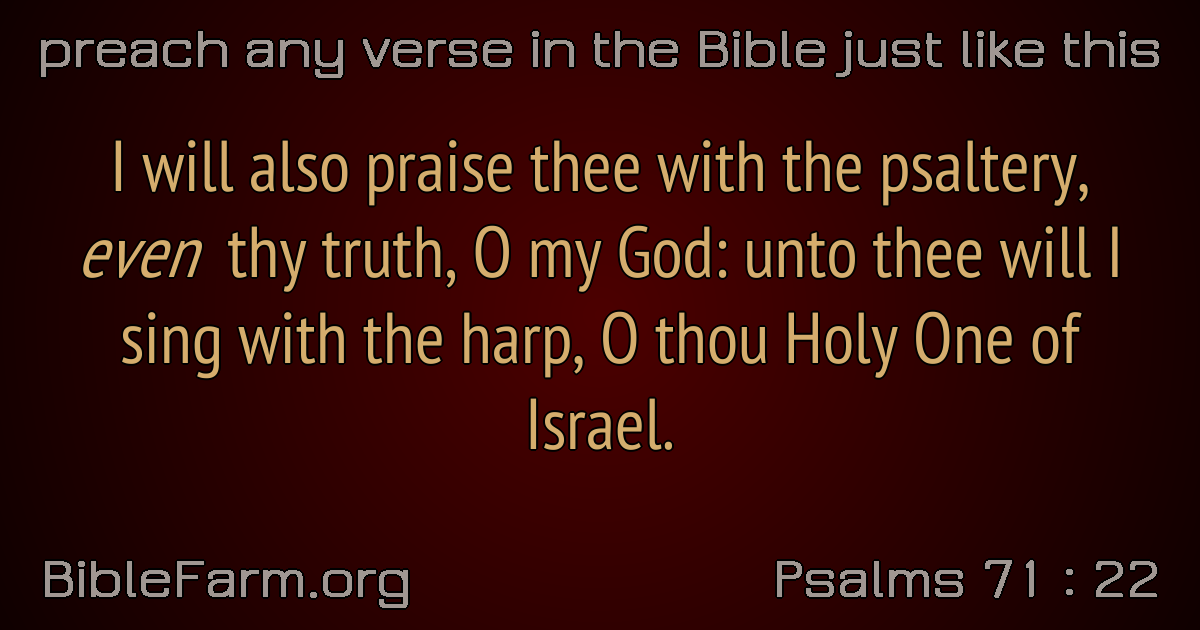 preach any verse in the Bible just like this
I will also praise thee with the psaltery,
even thy truth, O my God: unto thee will I
sing with the harp, O thou Holy One of
Israel.
BibleFarm.org
Psalms 71 : 22